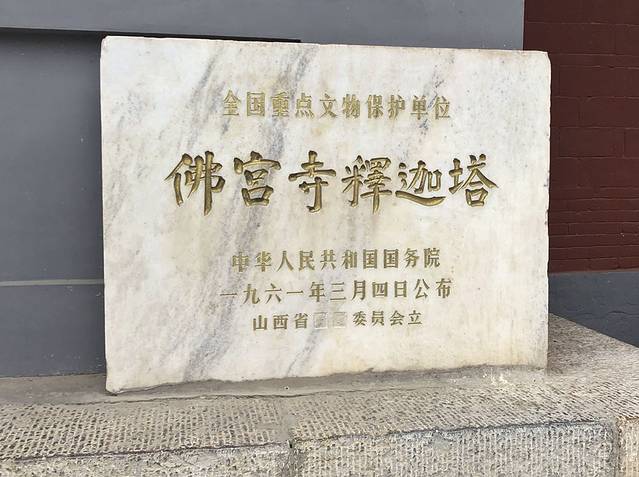 全国重点文物保护单位
佛宫寺釋迦塔
中华人民共和国国务院
一九六一年三月四日公布
山西省委员会立